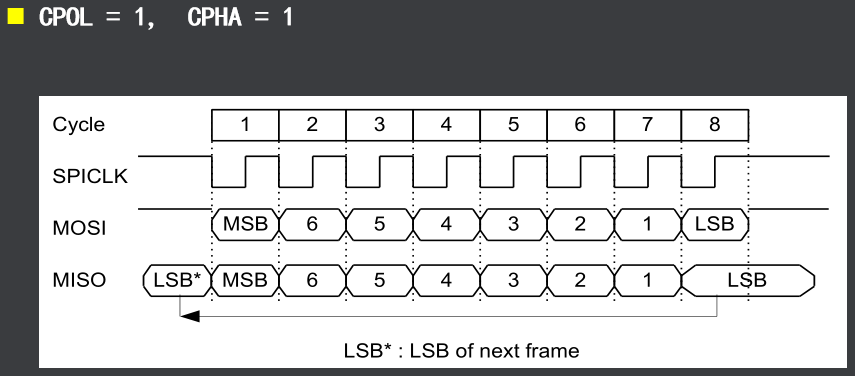 CPOL = 1, CPHA = 1
Cycle 1 2 3 4 5 6 7 8
SPICLK
MOSI MSB 6 5 4 3 2 1 LSB
MISO LSB* MSB 6 5 4 3 2 1 LSB
LSB* : LSB of next frame